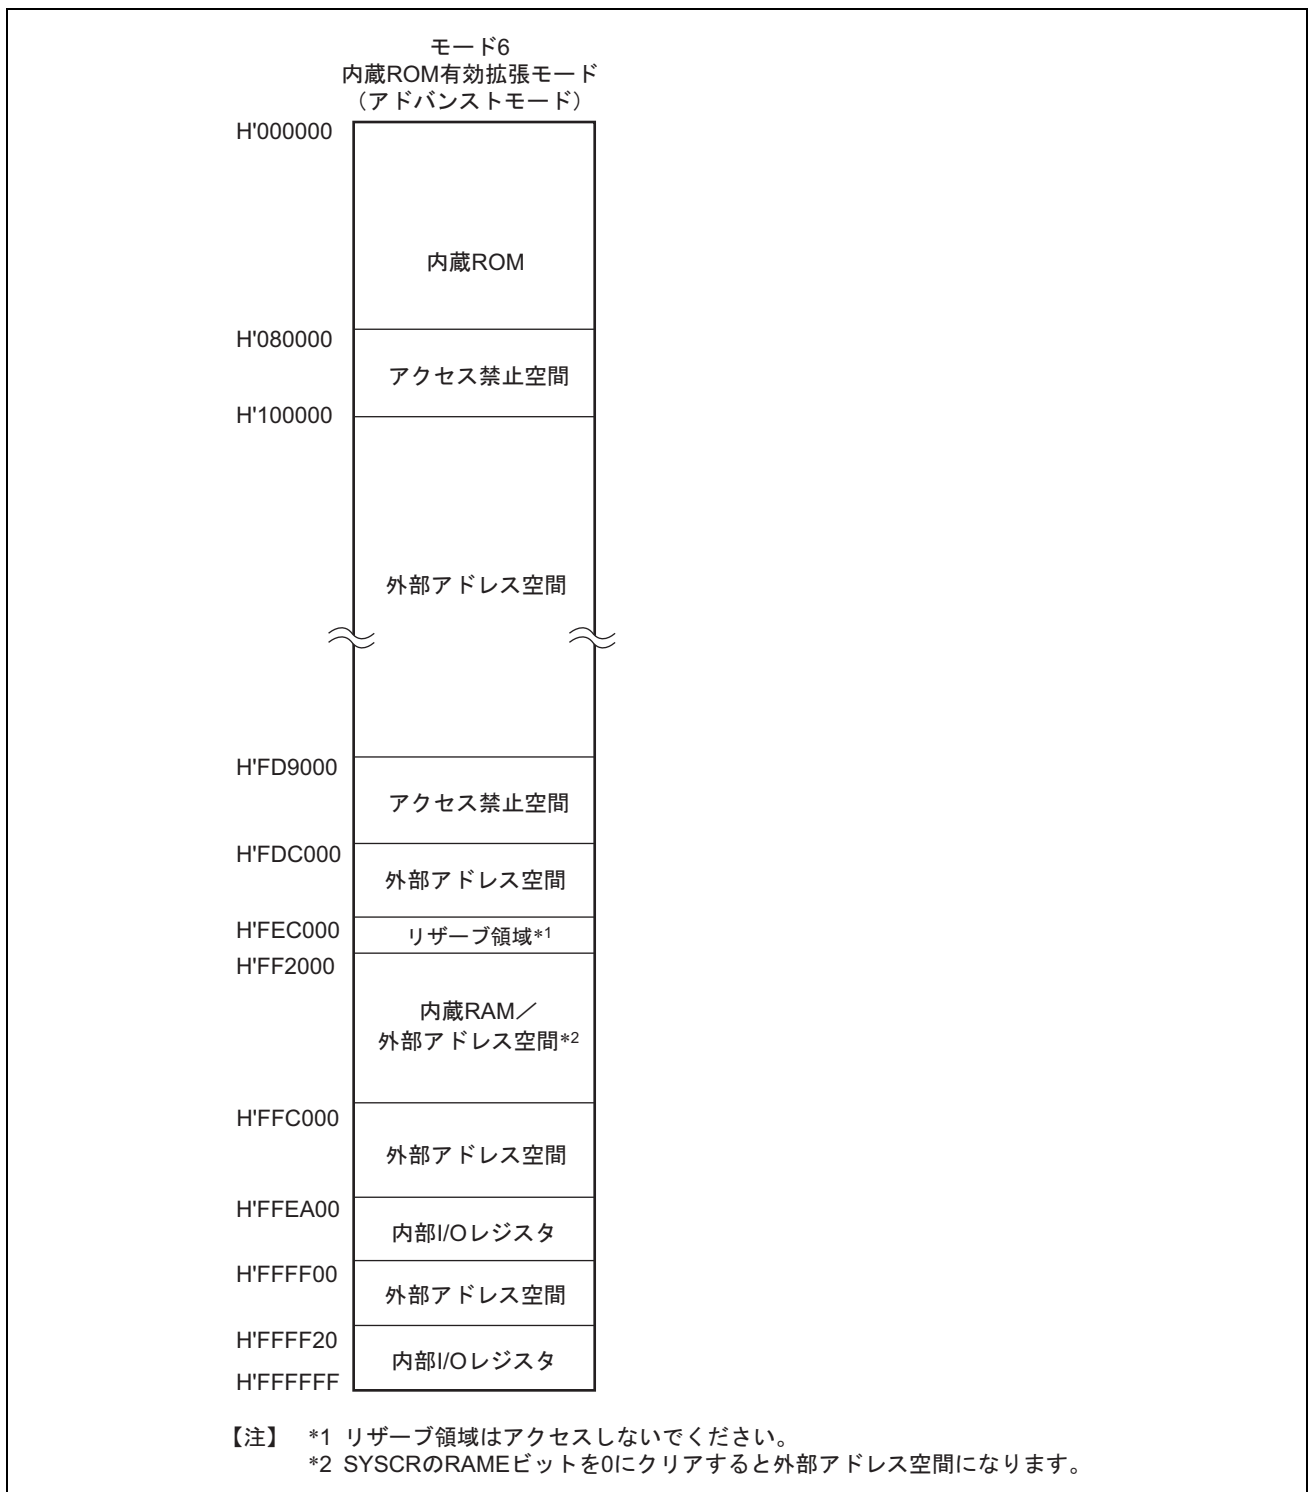 モード6
内蔵ROM有効拡張モード
（アドバンストモード）
H'000000
内蔵ROM
H'080000
アクセス禁止空間
H'100000
外部アドレス空間
H'FD9000
アクセス禁止空間
H'FDC000
外部アドレス空間
H'FEC000
リザーブ領域*1
H'FF2000
内蔵RAM／
外部アドレス空間*2
H'FFC000
外部アドレス空間
H'FFEA00
内部I/Oレジスタ
H'FFFF00
外部アドレス空間
H'FFFF20
内部I/Oレジスタ
H'FFFFFF
【注】 *1 リザーブ領域はアクセスしないでください。
*2 SYSCRのRAMEビットを0にクリアすると外部アドレス空間になります。